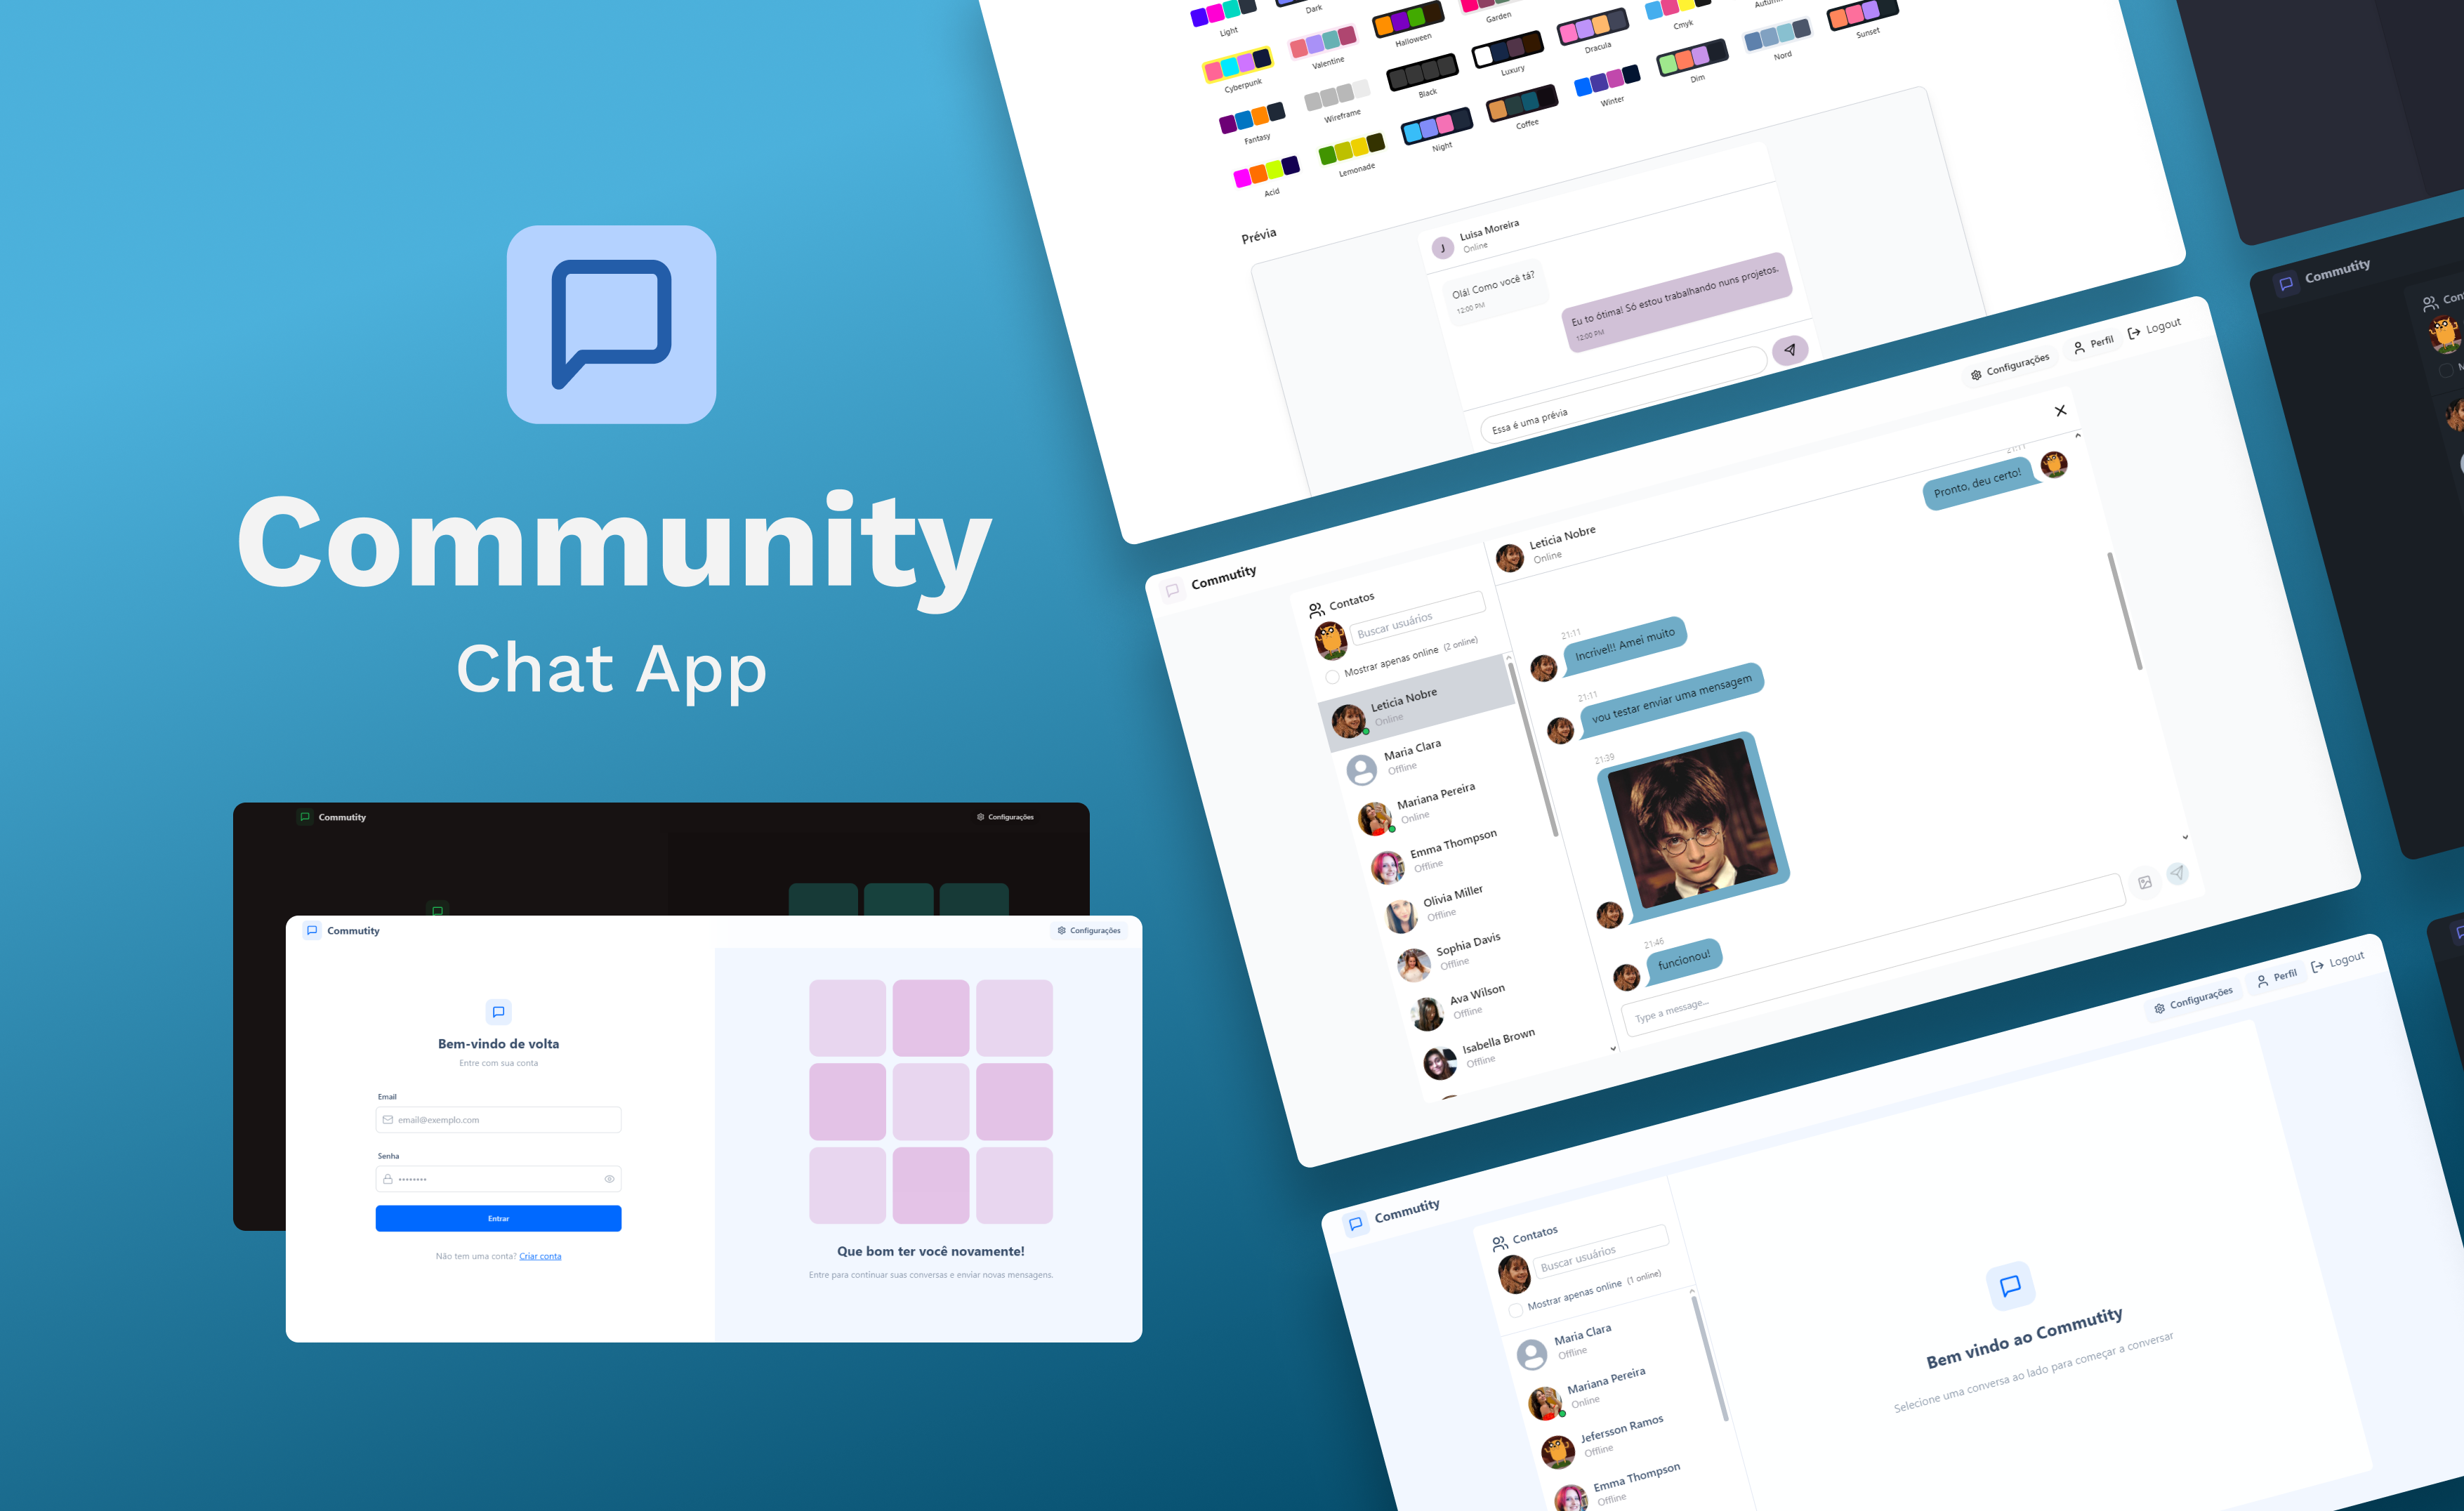 Community
Chat App
Commutity
Configurações
Commutity
Configurações
Bem-vindo de volta
Entre com sua conta
Email
email@exemplo.com
Senha
Entrar
Não tem uma conta? Criar conta
Que bom ter você novamente!
Entre para continuar suas conversas e enviar novas mensagens.
Light
Dark
Garden
Cyberpunk
Valentine
Halloween
Dracula
Cmyk
Fantasy
Wireframe
Black
Luxury
Dim
Nord
Sunset
Acid
Lemonade
Night
Coffee
Winter
Prévia
J
Luisa Moreira
Online
Olá! Como você tá?
12:00 PM
Eu to ótima! Só estou trabalhando nuns projetos.
12:00 PM
Essa é uma prévia
Commutity
Configurações
Perfil
Logout
Contatos
Buscar usuários
Mostrar apenas online (2 online)
Leticia Nobre
Online
Maria Clara
Offline
Mariana Pereira
Online
Emma Thompson
Offline
Olivia Miller
Offline
Sophia Davis
Offline
Ava Wilson
Offline
Isabella Brown
Offline
Leticia Nobre
Online
21:11
Pronto, deu certo!
21:11
Incrivel!! Amei muito
21:11
vou testar enviar uma mensagem
21:39
21:46
funcionou!
Type a message...
Commutity
Configurações
Perfil
Logout
Contatos
Buscar usuários
Mostrar apenas online (1 online)
Maria Clara
Offline
Mariana Pereira
Online
Jefersson Ramos
Offline
Emma Thompson
Offline
Bem vindo ao Commutity
Selecione uma conversa ao lado para começar a conversar
Commutity